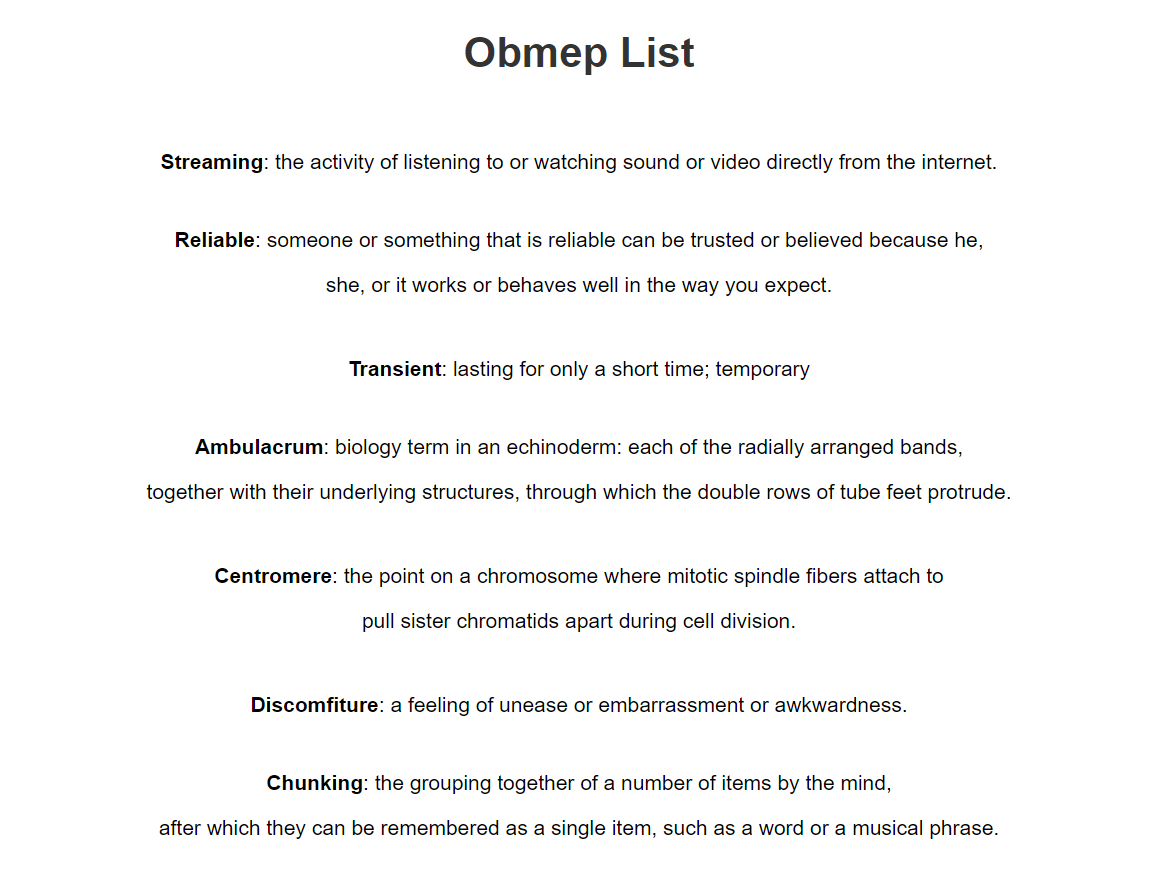 Obmep List
Streaming: the activity of listening to or watching sound or video directly from the internet.
Reliable: someone or something that is reliable can be trusted or believed because he,
she, or it works or behaves well in the way you expect.
Transient: lasting for only a short time; temporary
Ambulacrum: biology term in an echinoderm: each of the radially arranged bands,
together with their underlying structures, through which the double rows of tube feet protrude.
Centromere: the point on a chromosome where mitotic spindle fibers attach to
pull sister chromatids apart during cell division.
Discomfiture: a feeling of unease or embarrassment or awkwardness.
Chunking: the grouping together of a number of items by the mind,
after which they can be remembered as a single item, such as a word or a musical phrase.